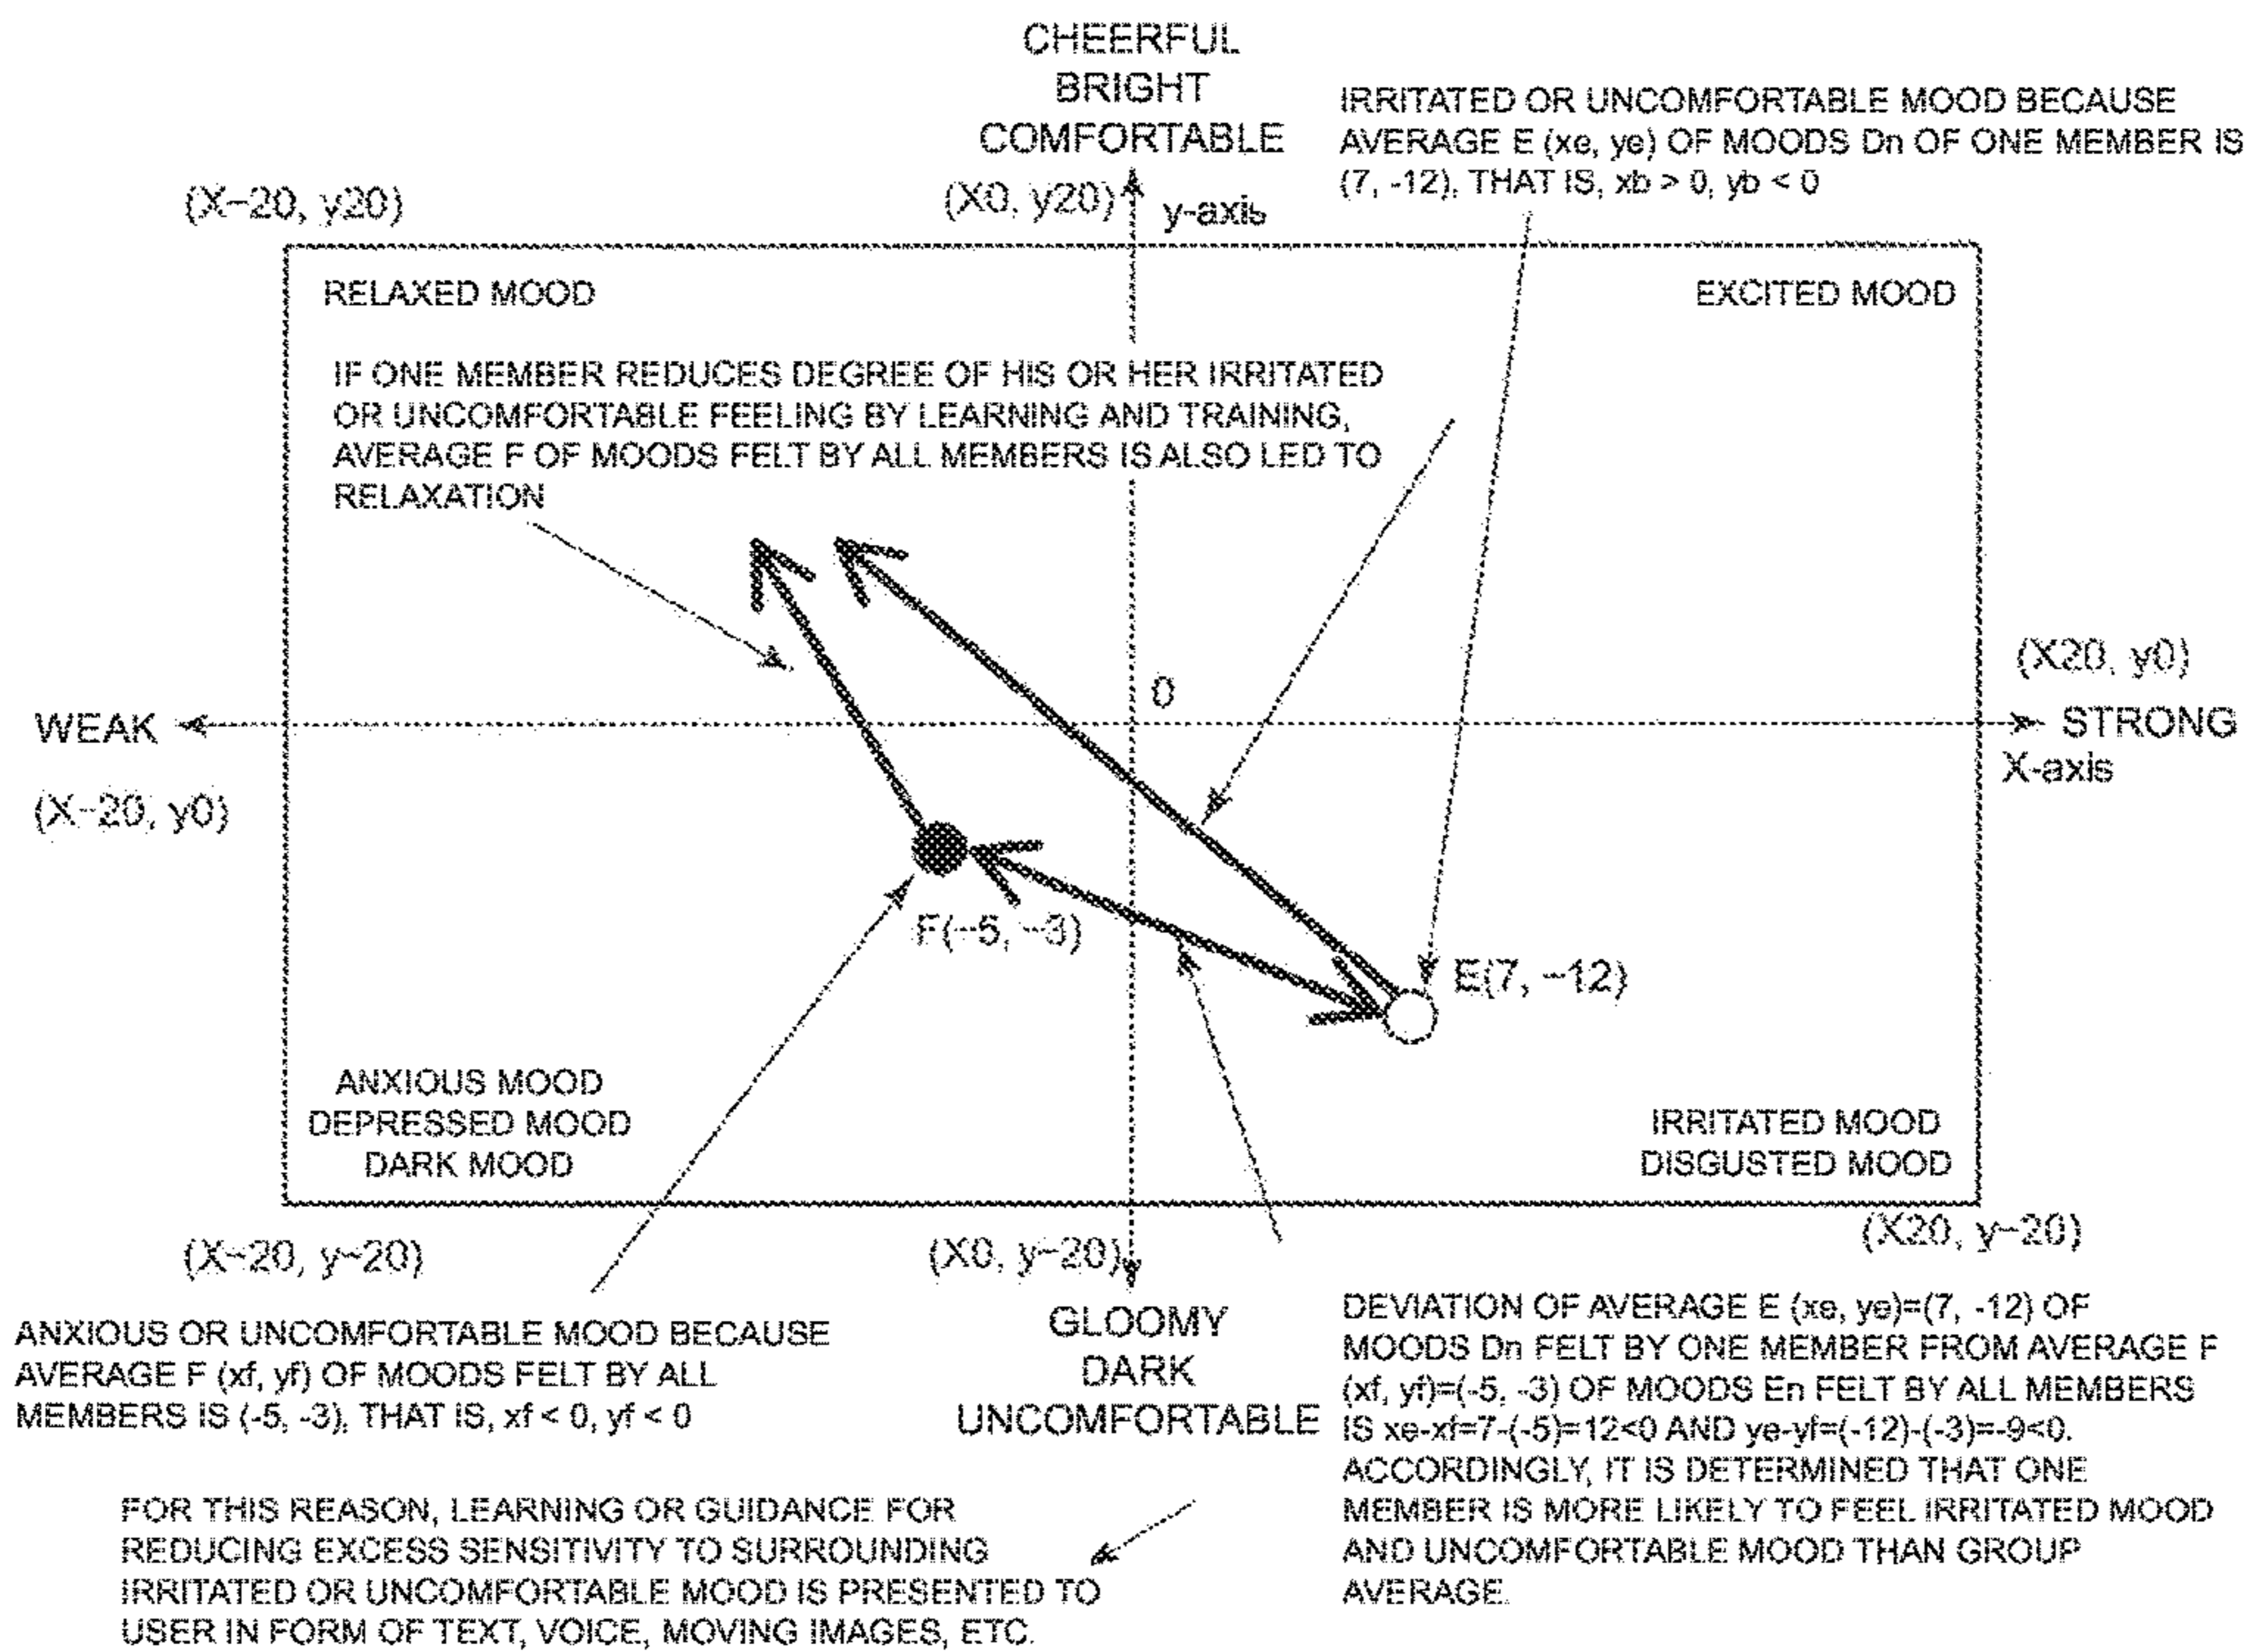 CHEERFUL
BRIGHT
COMFORTABLE
IRRITATED OR UNCOMFORTABLE MOOD BECAUSE
AVERAGE E (xe, ye) OF MOODS Dn OF ONE MEMBER IS
(7, -12), THAT IS, xb > 0, yb < 0
(X-20, y20)
(X0, y20)
y-axis
RELAXED MOOD
EXCITED MOOD
IF ONE MEMBER REDUCES DEGREE OF HIS OR HER IRRITATED
OR UNCOMFORTABLE FEELING BY LEARNING AND TRAINING,
AVERAGE F OF MOODS FELT BY ALL MEMBERS IS ALSO LED TO
RELAXATION
(X20, y0)
0
WEAK
STRONG
X-axis
(X-20, y0)
F(-5, -3)
E(7, -12)
ANXIOUS MOOD
DEPRESSED MOOD
DARK MOOD
IRRITATED MOOD
DISGUSTED MOOD
(X-20, y-20)
(X0, y-20)
(X20, y-20)
GLOOMY
DARK
UNCOMFORTABLE
ANXIOUS OR UNCOMFORTABLE MOOD BECAUSE
AVERAGE F (xf, yf) OF MOODS FELT BY ALL
MEMBERS IS (-5, -3), THAT IS, xf < 0, yf < 0
DEVIATION OF AVERAGE E (xe, ye)=(7, -12) OF
MOODS Dn FELT BY ONE MEMBER FROM AVERAGE F
(xf, yf)=(-5, -3) OF MOODS En FELT BY ALL MEMBERS
IS xe-xf=7-(-5)=12<0 AND ye-yf=(-12)-(-3)=-9<0.
ACCORDINGLY, IT IS DETERMINED THAT ONE
MEMBER IS MORE LIKELY TO FEEL IRRITATED MOOD
AND UNCOMFORTABLE MOOD THAN GROUP
AVERAGE.
FOR THIS REASON, LEARNING OR GUIDANCE FOR
REDUCING EXCESS SENSITIVITY TO SURROUNDING
IRRITATED OR UNCOMFORTABLE MOOD IS PRESENTED TO
USER IN FORM OF TEXT, VOICE, MOVING IMAGES, ETC.